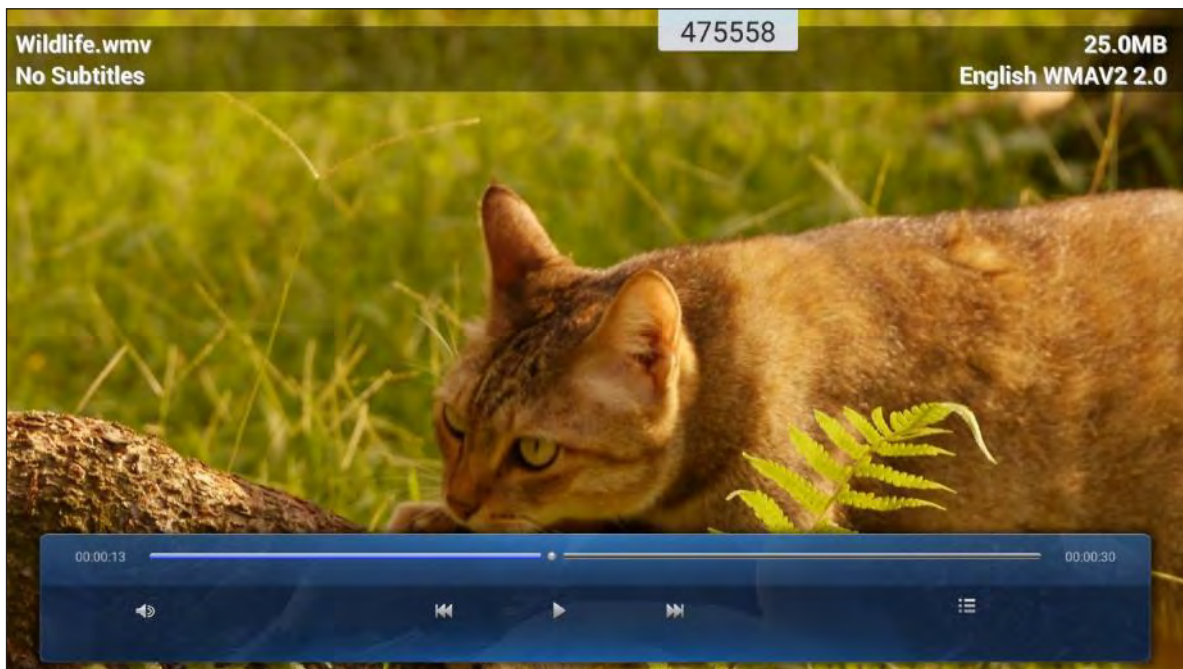 475558
Wildlife.wmv
25.0MB
No Subtitles
English WMAV2 2.0
00:00:13
00:00:30